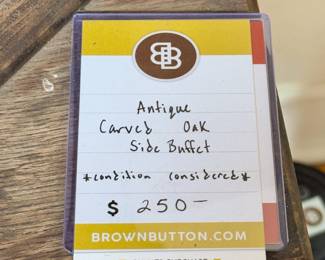 Antique
Carved Oak
Side Buffet
*condition considered*
$ 250-
BROWNBUTTON.COM